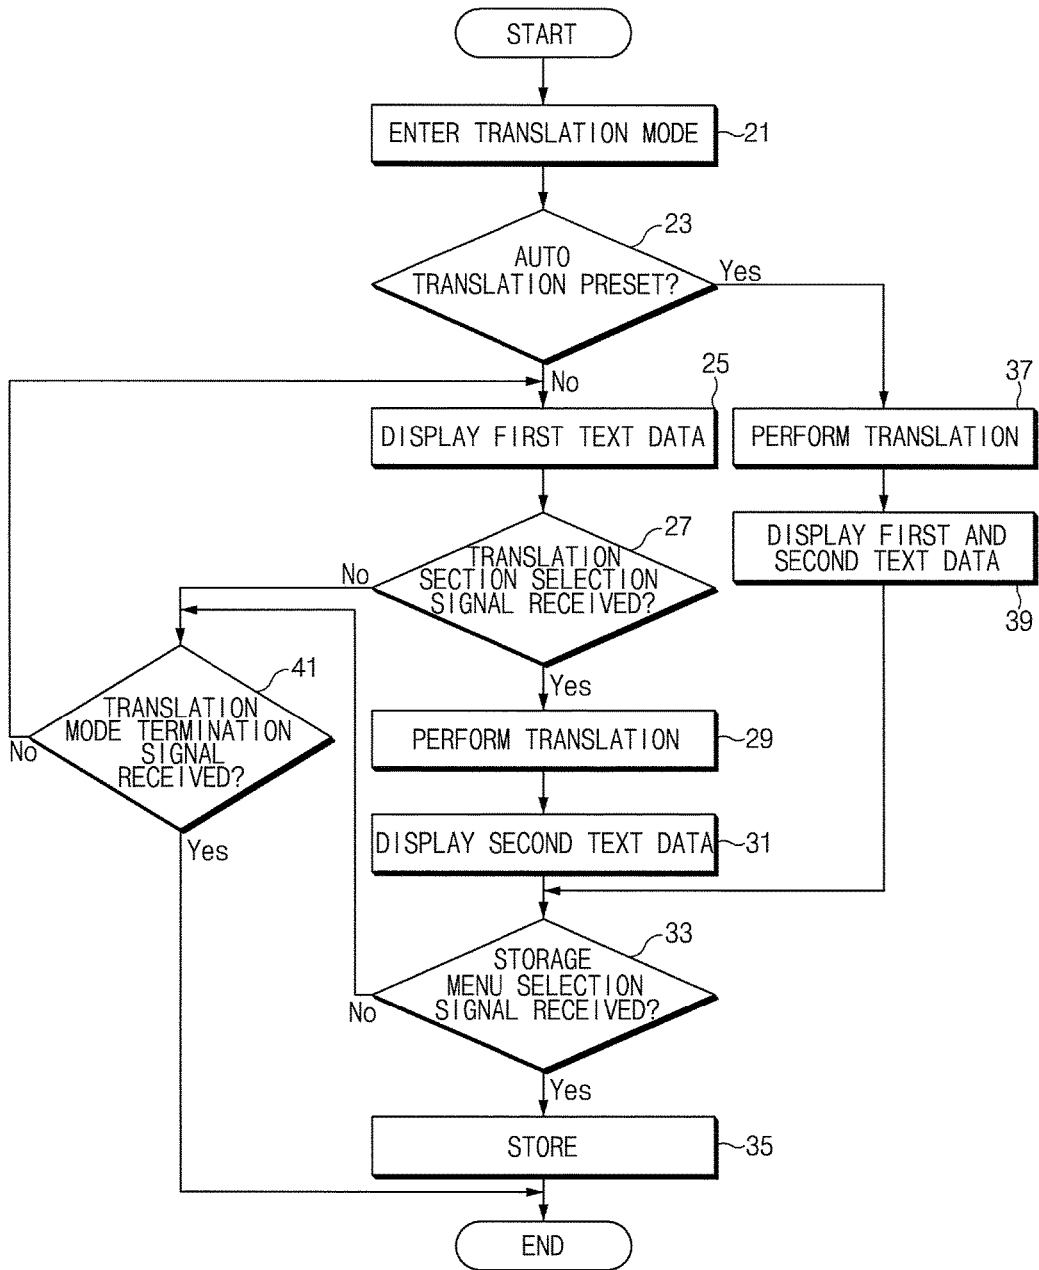 START
ENTER TRANSLATION MODE
21
23
AUTO
TRANSLATION PRESET?
Yes
No
25
37
DISPLAY FIRST TEXT DATA
PERFORM TRANSLATION
27
TRANSLATION
SECTION SELECTION
SIGNAL RECEIVED?
No
DISPLAY FIRST AND
SECOND TEXT DATA
39
41
Yes
TRANSLATION
MODE TERMINATION
SIGNAL
RECEIVED?
No
PERFORM TRANSLATION
29
Yes
DISPLAY SECOND TEXT DATA
31
33
STORAGE
MENU SELECTION
SIGNAL RECEIVED?
No
Yes
STORE
35
END